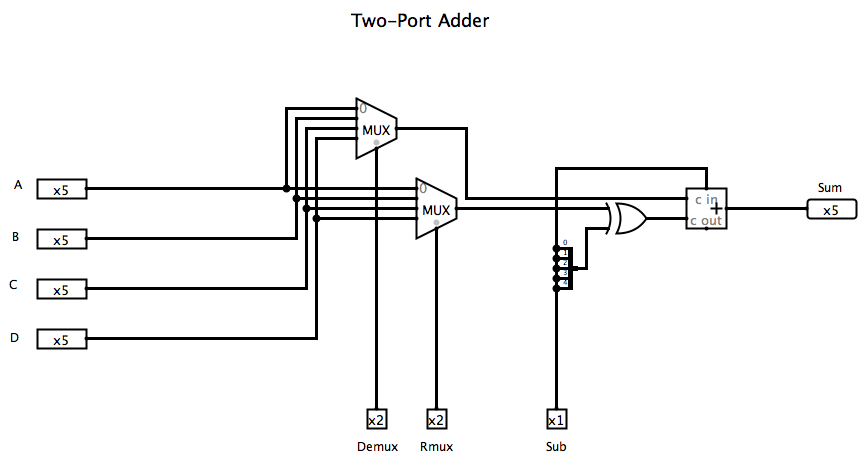 Two-Port Adder
0
MUX
A
x5
0
MUX
c in
+
c out
Sum
x5
B
x5
0
1
2
3
4
C
x5
D
x5
x2
x2
x1
Demux
Rmux
Sub